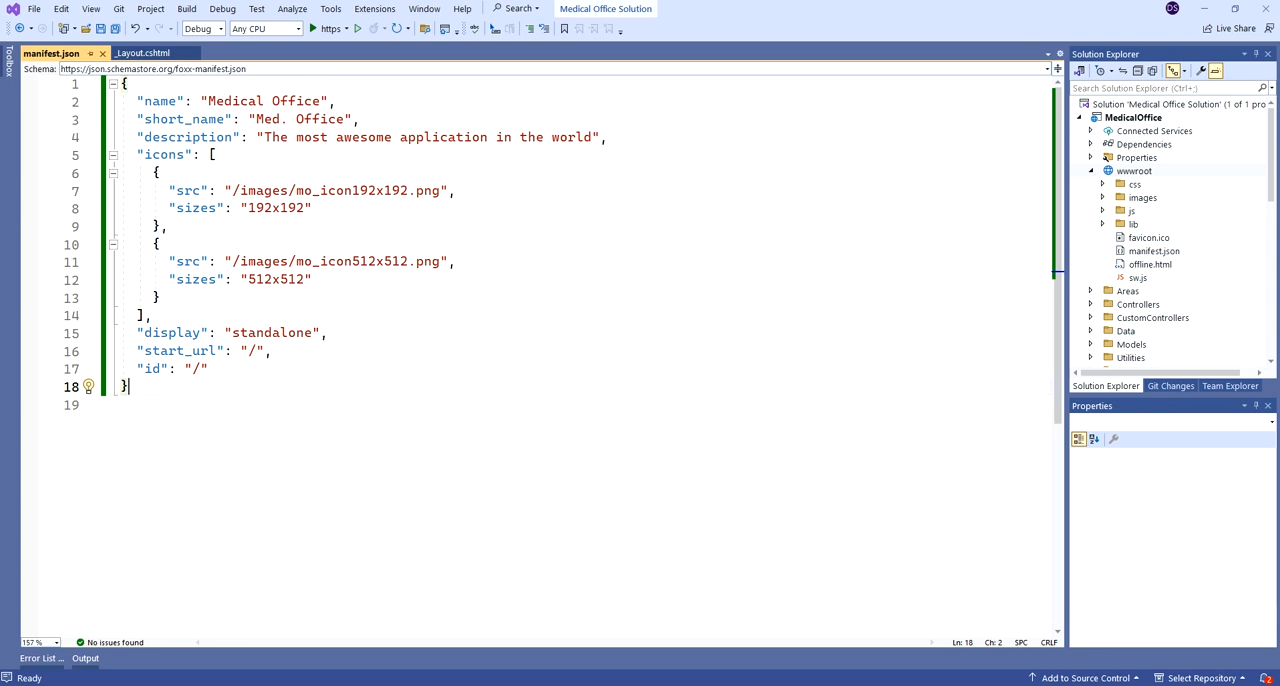 File Edit View Git Project Build Debug Test Analyze Tools Extensions Window Help Search Medical Office Solution DS
Debug Any CPU https Live Share
Toolbox
manifest.json _Layout.cshtml
Schema: https://json.schemastore.org/foxx-manifest.json
1 {
2 "name": "Medical Office",
3 "short_name": "Med. Office",
4 "description": "The most awesome application in the world",
5 "icons": [
6 {
7 "src": "/images/mo_icon192x192.png",
8 "sizes": "192x192"
9 },
10 {
11 "src": "/images/mo_icon512x512.png",
12 "sizes": "512x512"
13 }
14 ],
15 "display": "standalone",
16 "start_url": "/",
17 "id": "/"
18 }
19
157 % No issues found Ln: 18 Ch: 2 SPC CRLF
Solution Explorer
Search Solution Explorer (Ctrl+;)
Solution 'Medical Office Solution' (1 of 1 pro
MedicalOffice
Connected Services
Dependencies
Properties
wwwroot
css
images
js
lib
favicon.ico
manifest.json
offline.html
JS sw.js
Areas
Controllers
CustomControllers
Data
Models
Utilities
Solution Explorer Git Changes Team Explorer
Properties
Error List ... Output
Ready Add to Source Control Select Repository 2